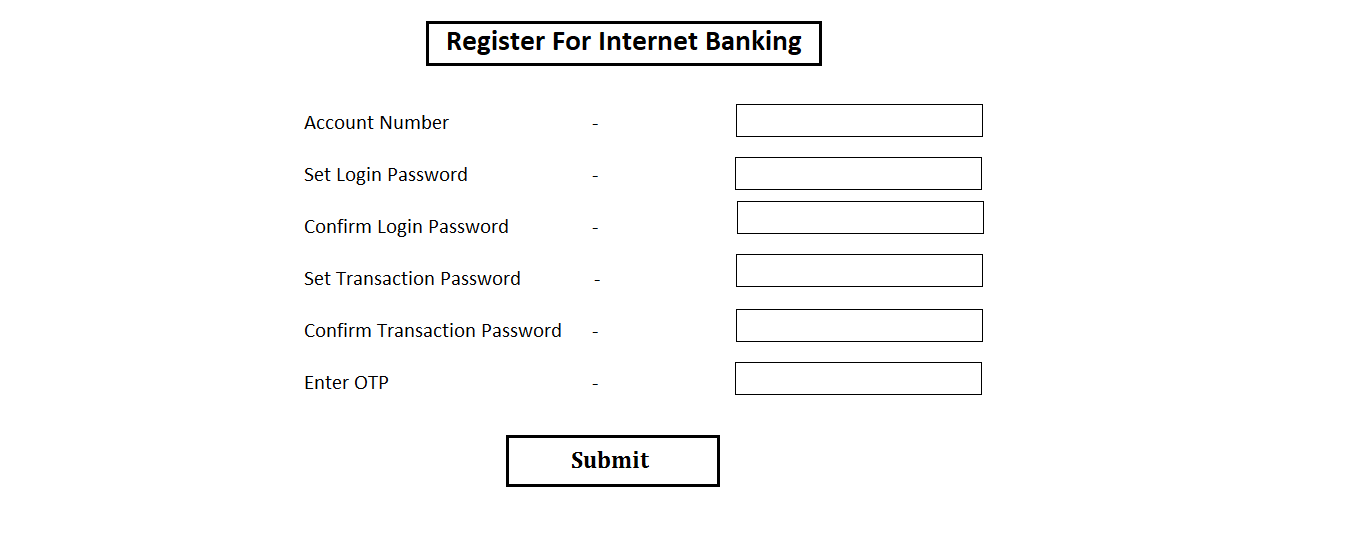 Register For Internet Banking
Account Number -
Set Login Password -
Confirm Login Password -
Set Transaction Password -
Confirm Transaction Password -
Enter OTP -
Submit